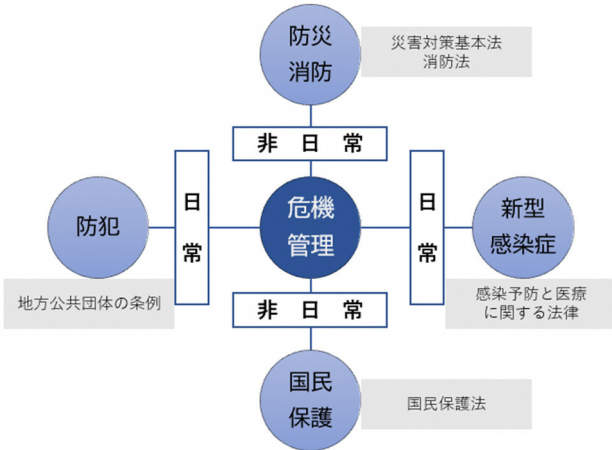 防災
消防
災害対策基本法
消防法
非日常
防犯
地方公共団体の条例
日常
危機
管理
日常
新型
感染症
感染予防と医療
に関する法律
非日常
国民
保護
国民保護法